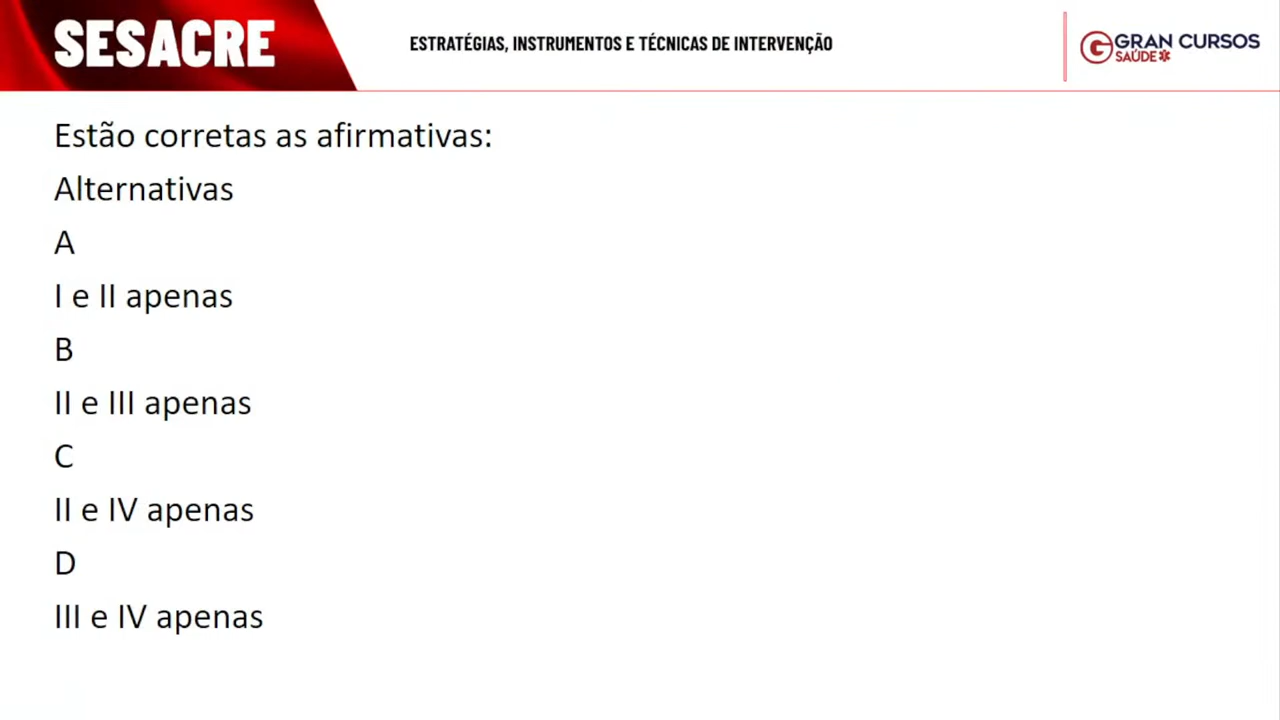 SESACRE
ESTRATÉGIAS, INSTRUMENTOS E TÉCNICAS DE INTERVENÇÃO
GRAN CURSOS
SAÚDE
Estão corretas as afirmativas:
Alternativas
A
I e II apenas
B
II e III apenas
C
II e IV apenas
D
III e IV apenas